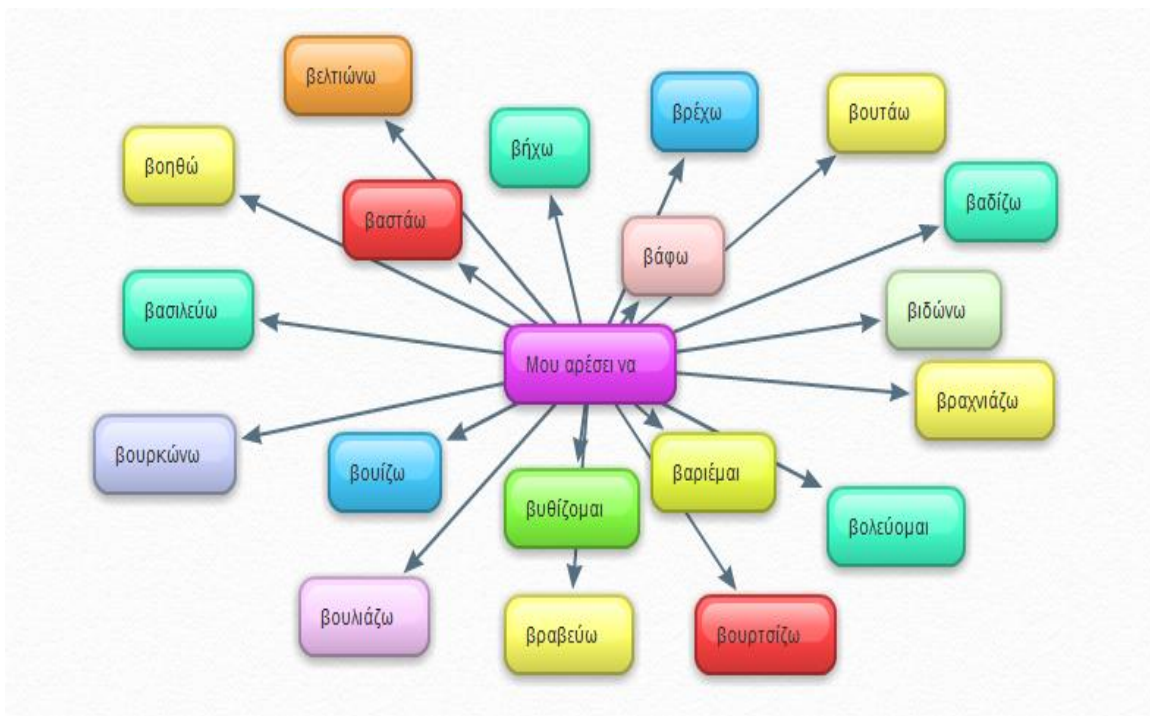 βελτιώνω
βρέχω
βουτάω
βήχω
βοηθώ
βαστάω
βαδίζω
βάφω
βασιλεύω
βιδώνω
Μου αρέσει να
βραχνιάζω
βουρκώνω
βουίζω
βαριέμαι
βυθίζομαι
βολεύομαι
βουλιάζω
βραβεύω
βουρτσίζω